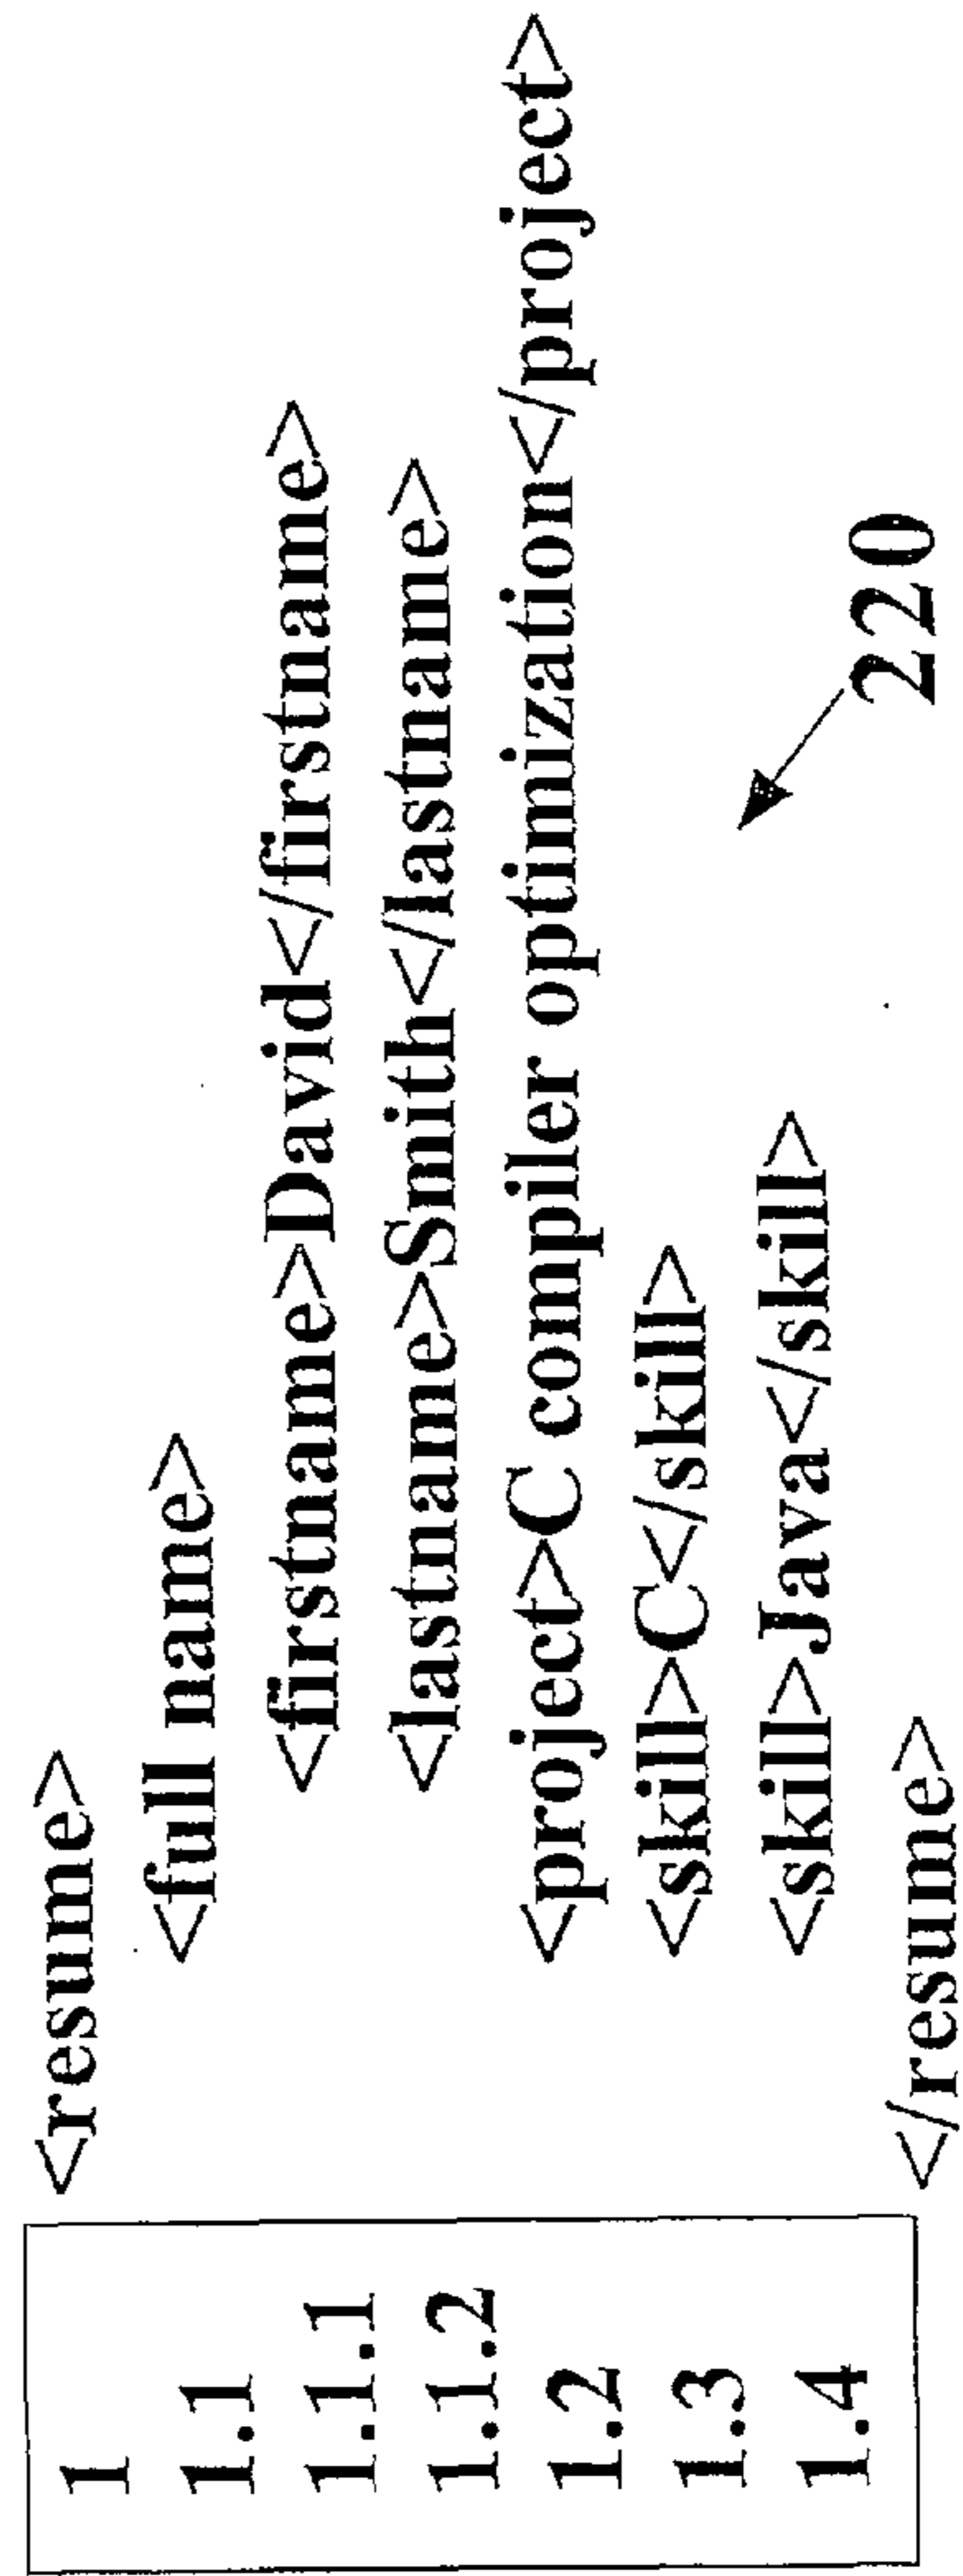 1 <resume>
1.1 <full name>
1.1.1 <firstname>David</firstname>
1.1.2 <lastname>Smith</lastname>
1.2 <project>C compiler optimization</project>
1.3 <skill>C</skill>
1.4 <skill>Java</skill>
</resume>
220